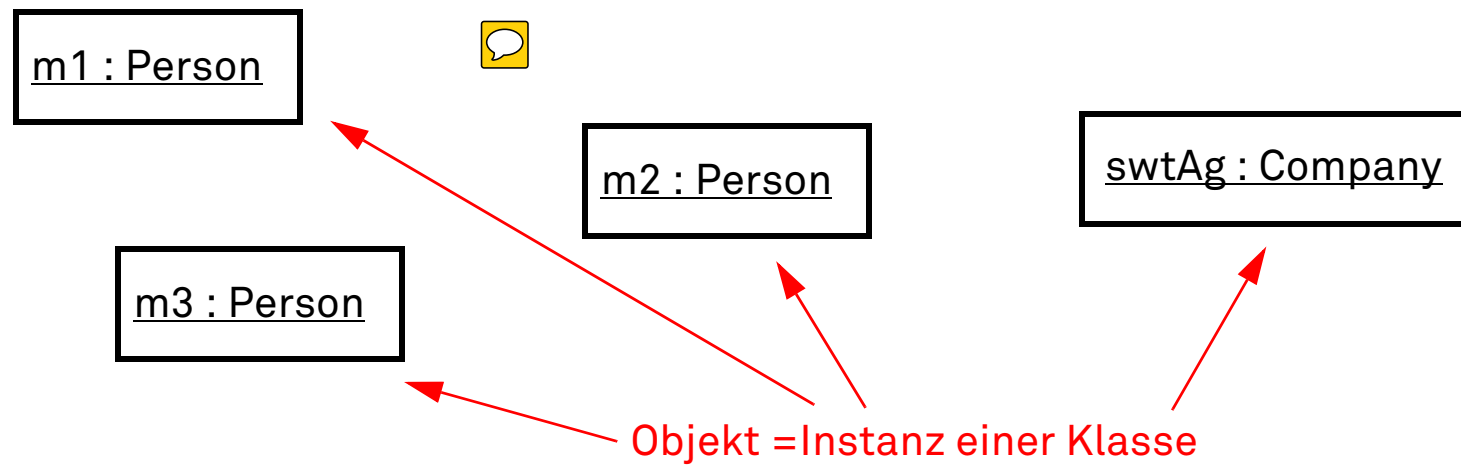 m1 : Person
m2 : Person
swtAg : Company
m3 : Person
Objekt =Instanz einer Klasse